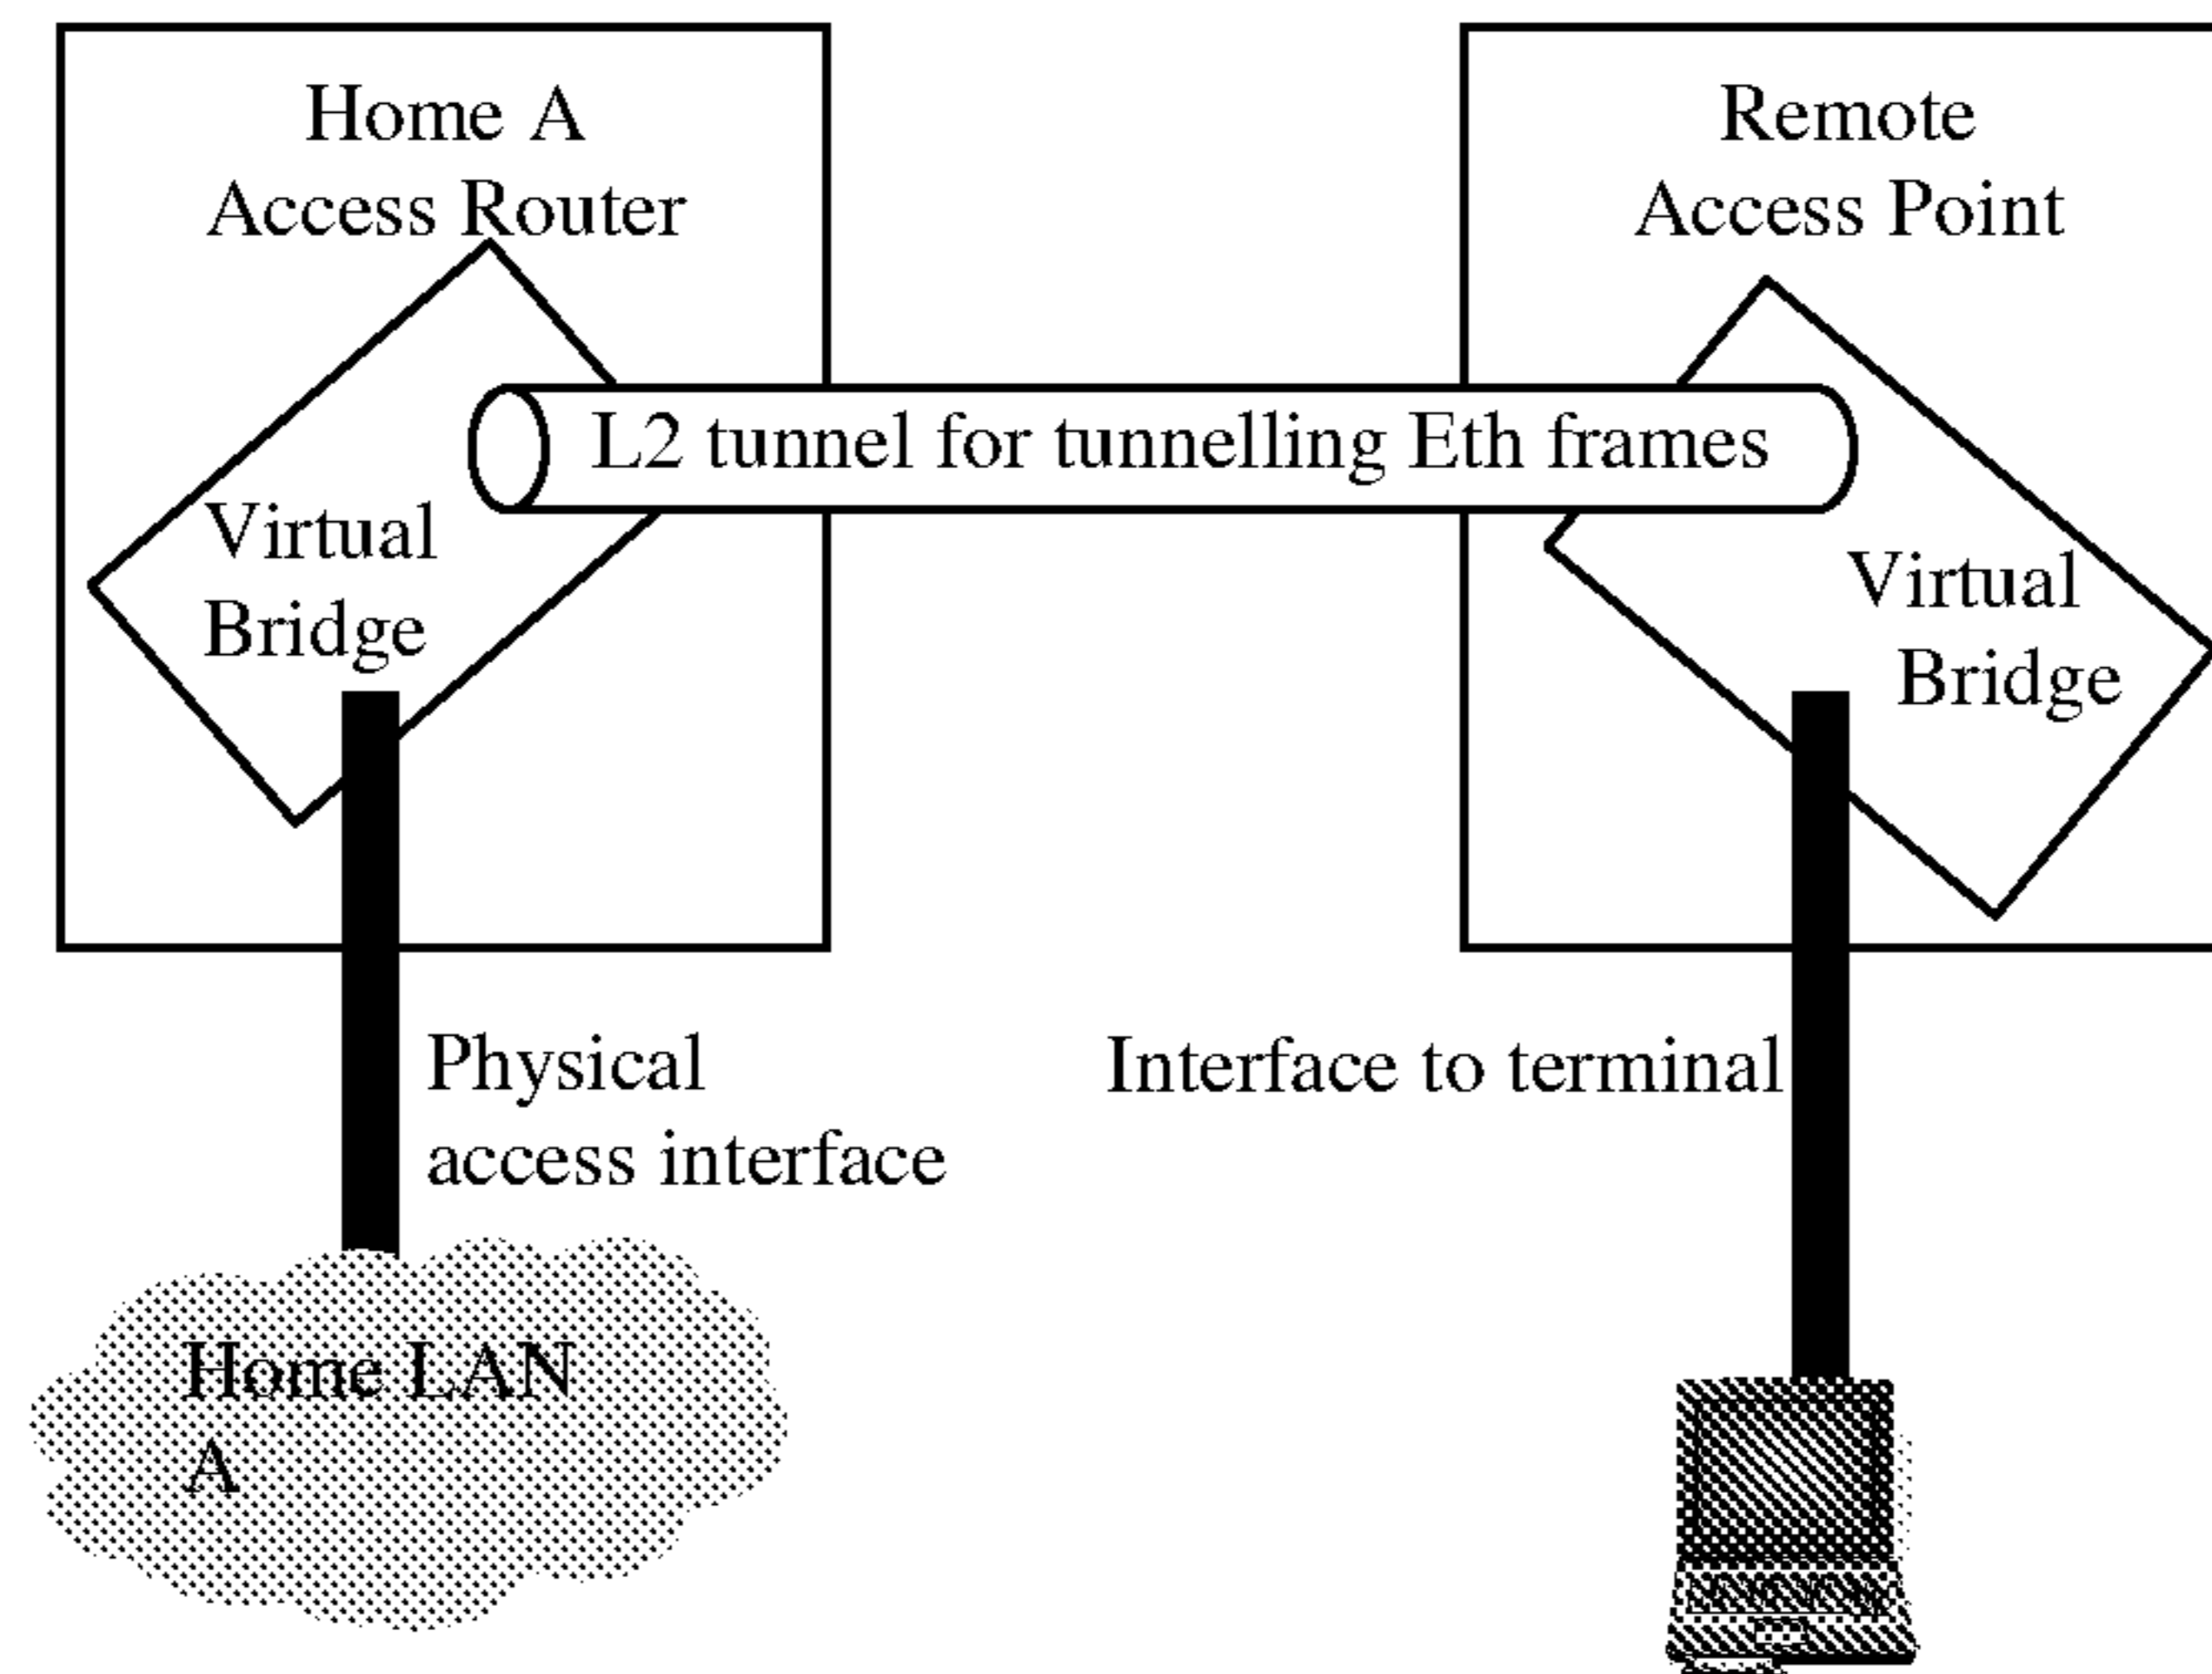 Home A
Access Router
Remote
Access Point
L2 tunnel for tunnelling Eth frames
Virtual
Bridge
Virtual
Bridge
Physical
access interface
Interface to terminal
Home LAN
A